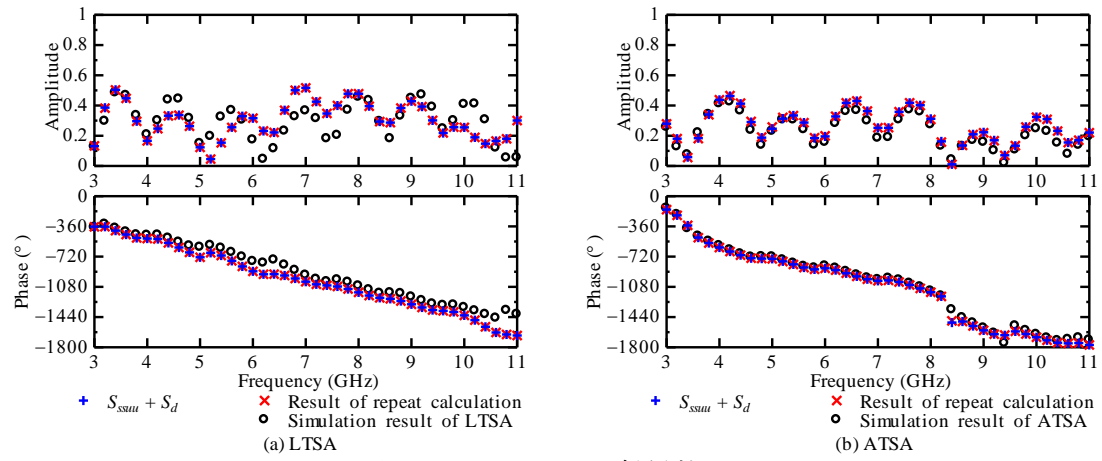 1
0.8
0.6
0.4
0.2
0
Amplitude
3 4 5 6 7 8 9 10 11
0
−360
−720
−1080
−1440
−1800
Phase (°)
3 4 5 6 7 8 9 10 11
Frequency (GHz)
+ S_ssuu + S_d
× Result of repeat calculation
Simulation result of LTSA
(a) LTSA
1
0.8
0.6
0.4
0.2
0
Amplitude
3 4 5 6 7 8 9 10 11
0
−360
−720
−1080
−1440
−1800
Phase (°)
3 4 5 6 7 8 9 10 11
Frequency (GHz)
+ S_ssuu + S_d
× Result of repeat calculation
Simulation result of ATSA
(b) ATSA